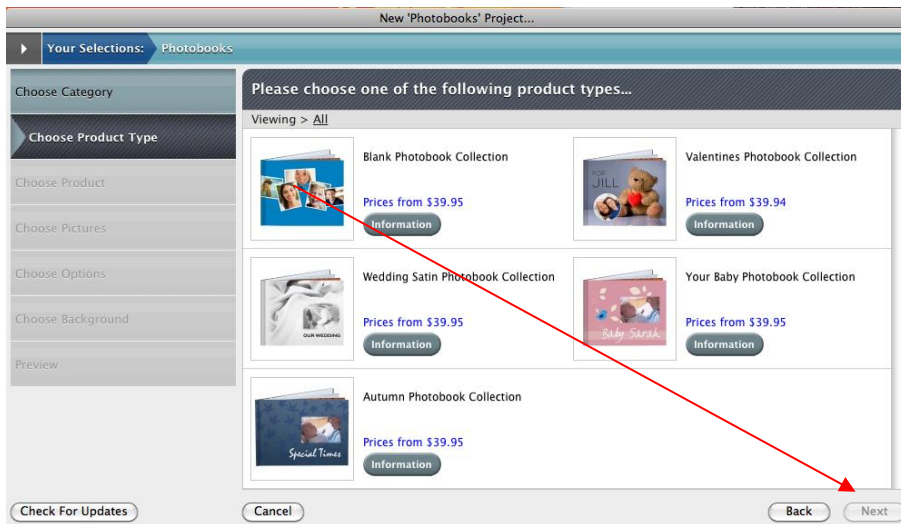 New 'Photobooks' Project...
Your Selections: Photobooks
Choose Category
Choose Product Type
Choose Product
Choose Pictures
Choose Options
Choose Background
Preview
Please choose one of the following product types...
Viewing > All
Blank Photobook Collection
Prices from $39.95
Information
FOR
JILL
Valentines Photobook Collection
Prices from $39.94
Information
OUR WEDDING
Wedding Satin Photobook Collection
Prices from $39.95
Information
Baby Sarah
Your Baby Photobook Collection
Prices from $39.95
Information
Special Times
Autumn Photobook Collection
Prices from $39.95
Information
Check For Updates
Cancel
Back
Next